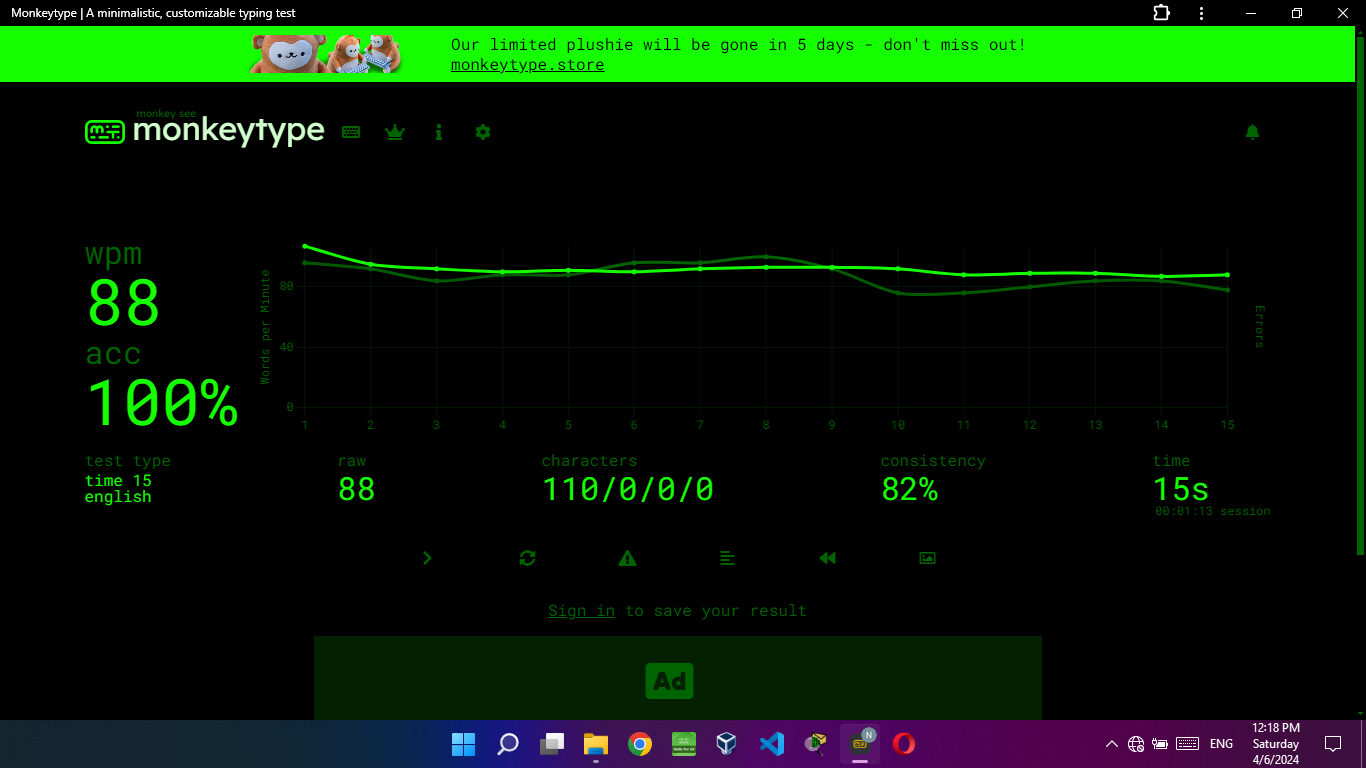 Monkeytype | A minimalistic, customizable typing test
Our limited plushie will be gone in 5 days - don't miss out!
monkeytype.store
monkey see
monkeytype
wpm
88
acc
100%
Words per Minute
80
40
0
1 2 3 4 5 6 7 8 9 10 11 12 13 14 15
Errors
test type
time 15
english
raw
88
characters
110/0/0/0
consistency
82%
time
15s
00:01:13 session
Sign in to save your result
Ad
N
ENG
12:18 PM
Saturday
4/6/2024